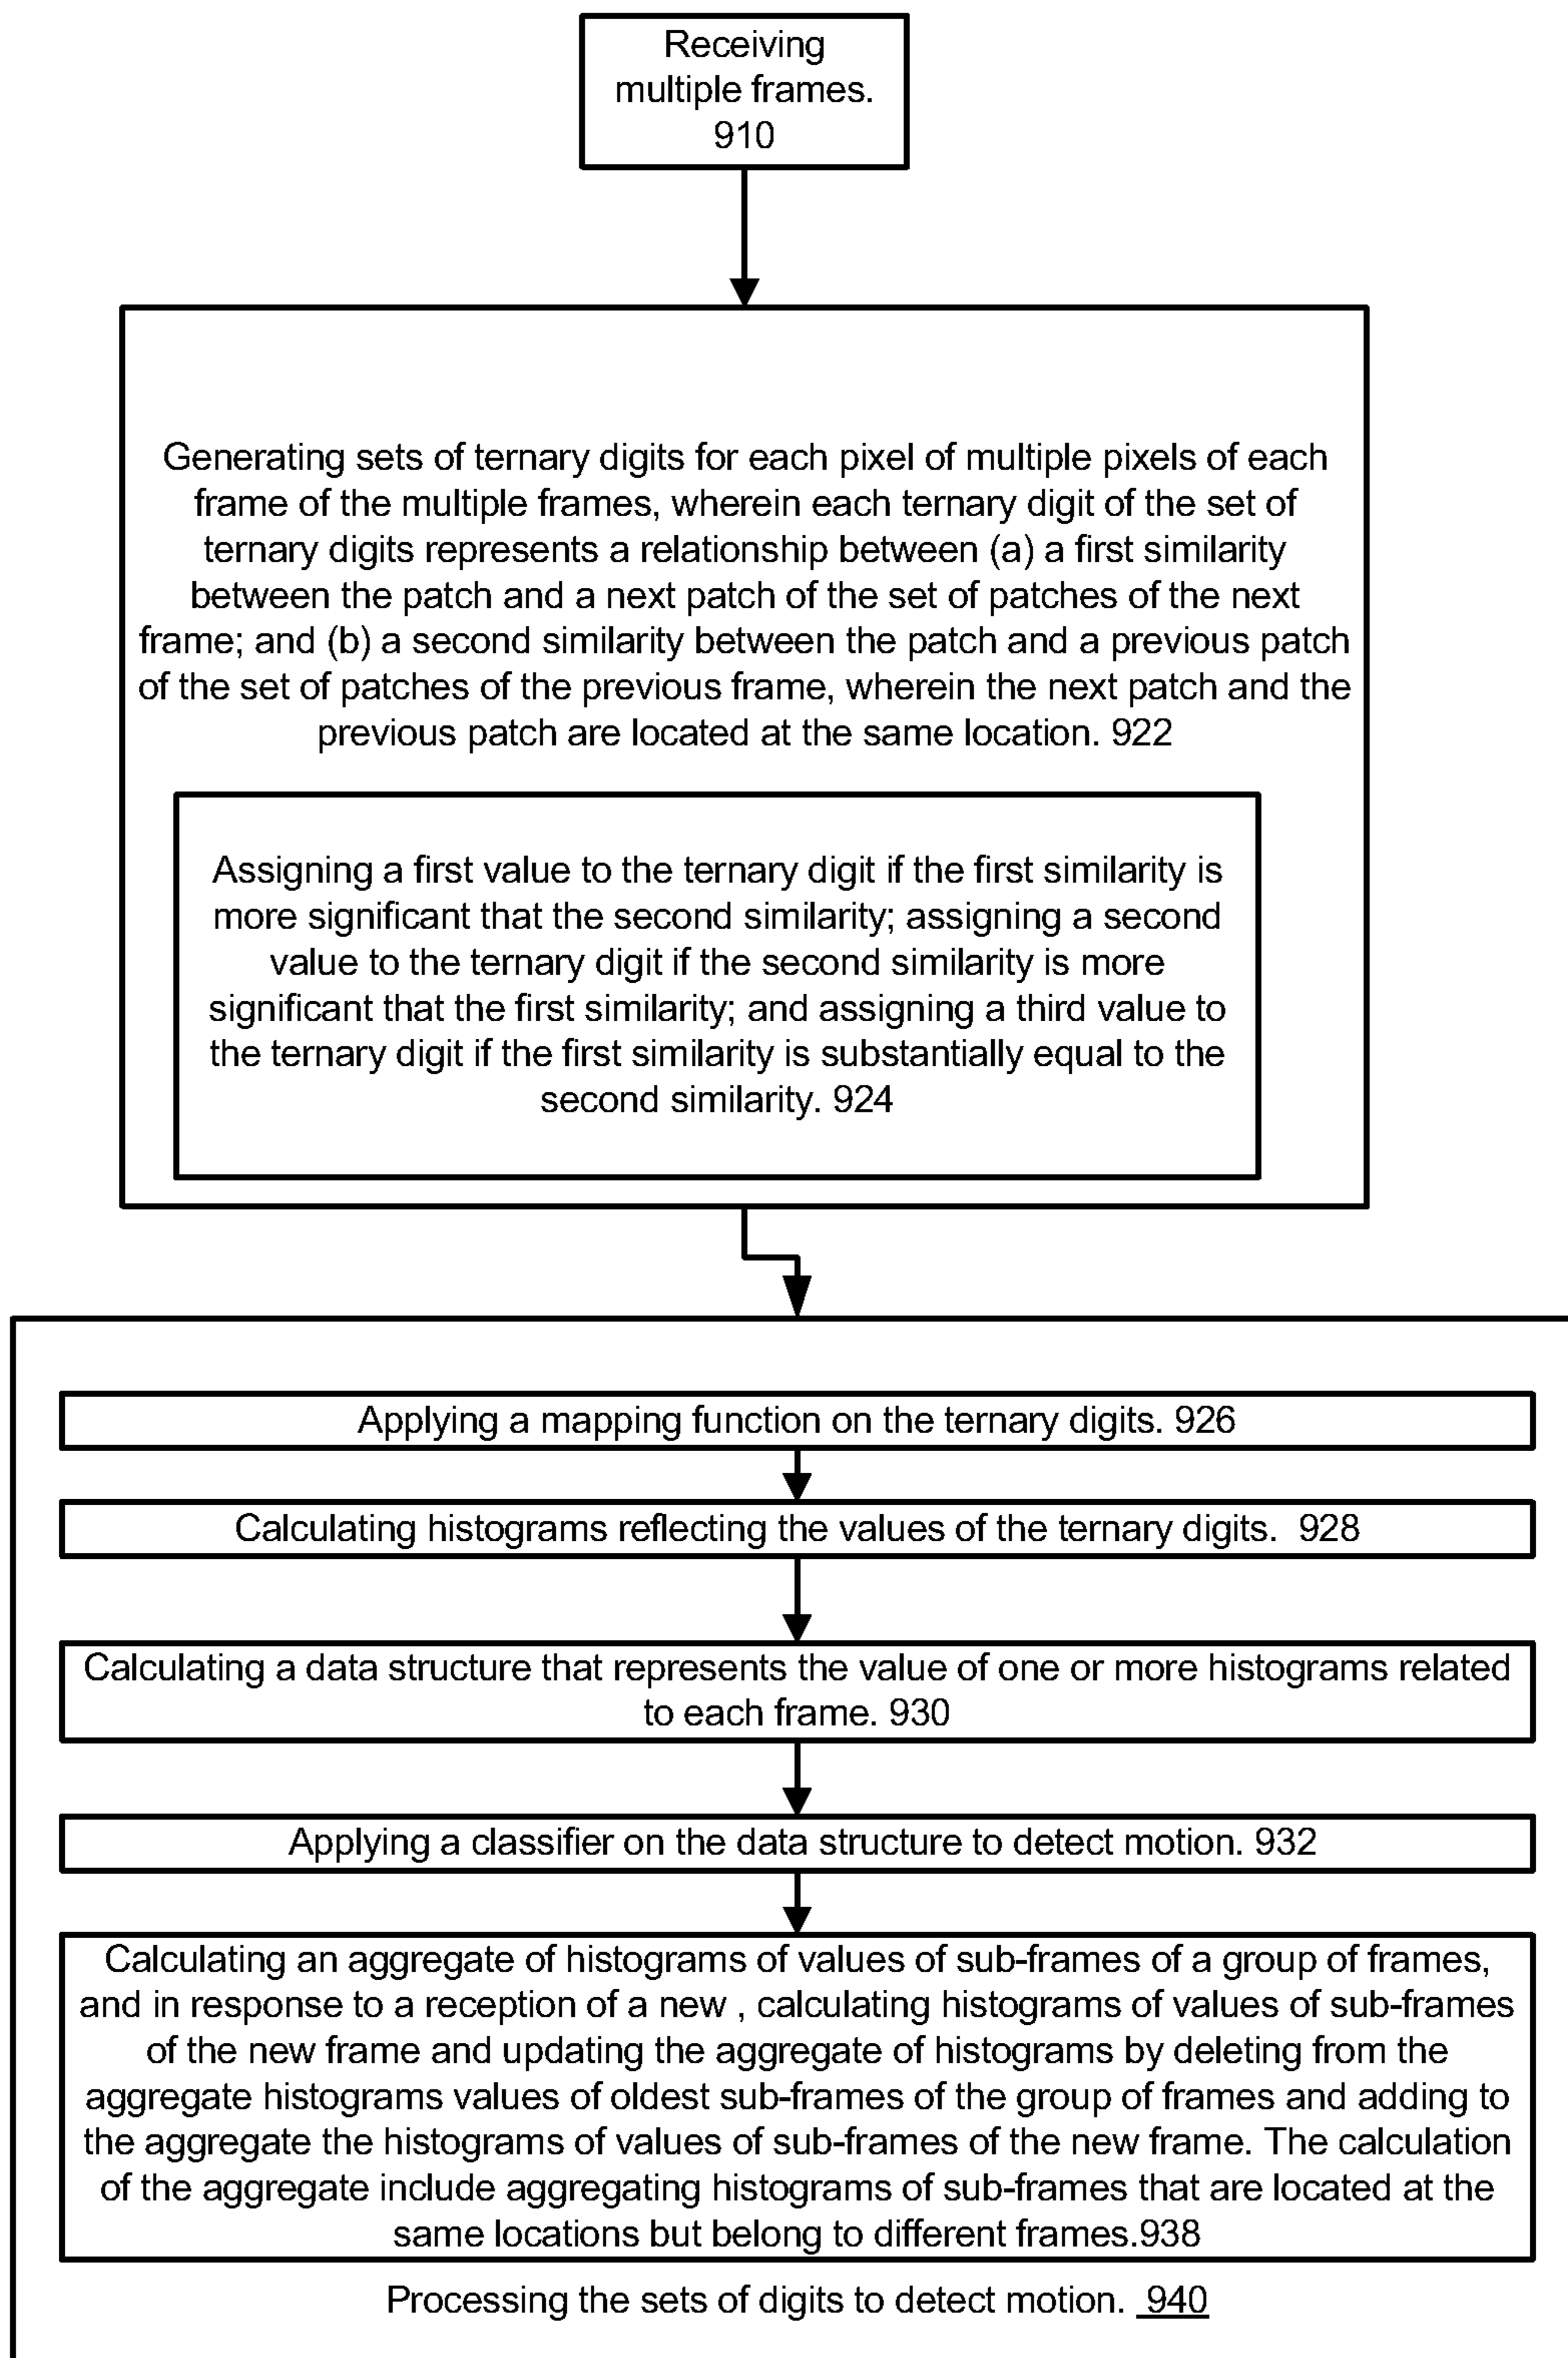 Receiving
multiple frames.
910
Generating sets of ternary digits for each pixel of multiple pixels of each
frame of the multiple frames, wherein each ternary digit of the set of
ternary digits represents a relationship between (a) a first similarity
between the patch and a next patch of the set of patches of the next
frame; and (b) a second similarity between the patch and a previous patch
of the set of patches of the previous frame, wherein the next patch and the
previous patch are located at the same location. 922
Assigning a first value to the ternary digit if the first similarity is
more significant that the second similarity; assigning a second
value to the ternary digit if the second similarity is more
significant that the first similarity; and assigning a third value to
the ternary digit if the first similarity is substantially equal to the
second similarity. 924
Applying a mapping function on the ternary digits. 926
Calculating histograms reflecting the values of the ternary digits. 928
Calculating a data structure that represents the value of one or more histograms related
to each frame. 930
Applying a classifier on the data structure to detect motion. 932
Calculating an aggregate of histograms of values of sub-frames of a group of frames,
and in response to a reception of a new , calculating histograms of values of sub-frames
of the new frame and updating the aggregate of histograms by deleting from the
aggregate histograms values of oldest sub-frames of the group of frames and adding to
the aggregate the histograms of values of sub-frames of the new frame. The calculation
of the aggregate include aggregating histograms of sub-frames that are located at the
same locations but belong to different frames.938
Processing the sets of digits to detect motion. 940